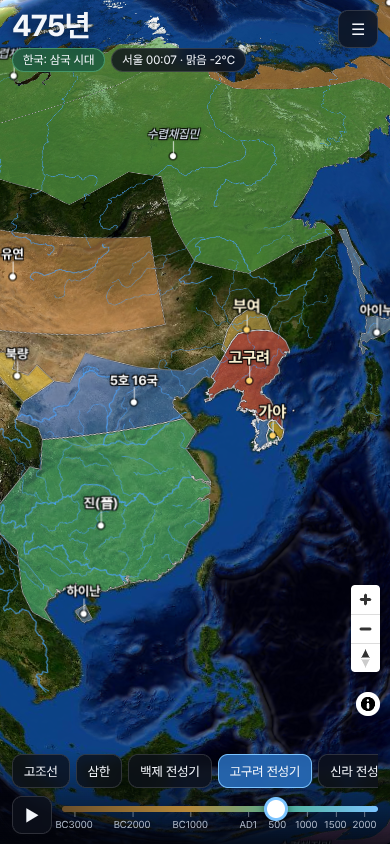 475년
☰
한국: 삼국 시대
서울 00:07 · 맑음 -2°C
수렵채집민
유연
부여
아이누
북량
고구려
5호 16국
가야
진(晉)
하이난
고조선
삼한
백제 전성기
고구려 전성기
신라 전성
BC3000
BC2000
BC1000
AD1
500
1000
1500
2000